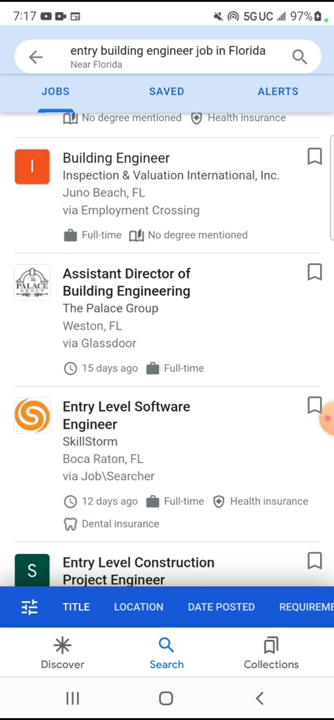 7:17 5G UC 97%
entry building engineer job in Florida
Near Florida
JOBS SAVED ALERTS
No degree mentioned Health insurance
I
Building Engineer
Inspection & Valuation International, Inc.
Juno Beach, FL
via Employment Crossing
Full-time No degree mentioned
PALACE
Assistant Director of
Building Engineering
The Palace Group
Weston, FL
via Glassdoor
15 days ago Full-time
Entry Level Software
Engineer
SkillStorm
Boca Raton, FL
via Job\Searcher
12 days ago Full-time Health insurance
Dental insurance
S
Entry Level Construction
Project Engineer
TITLE LOCATION DATE POSTED REQUIREME
Discover Search Collections